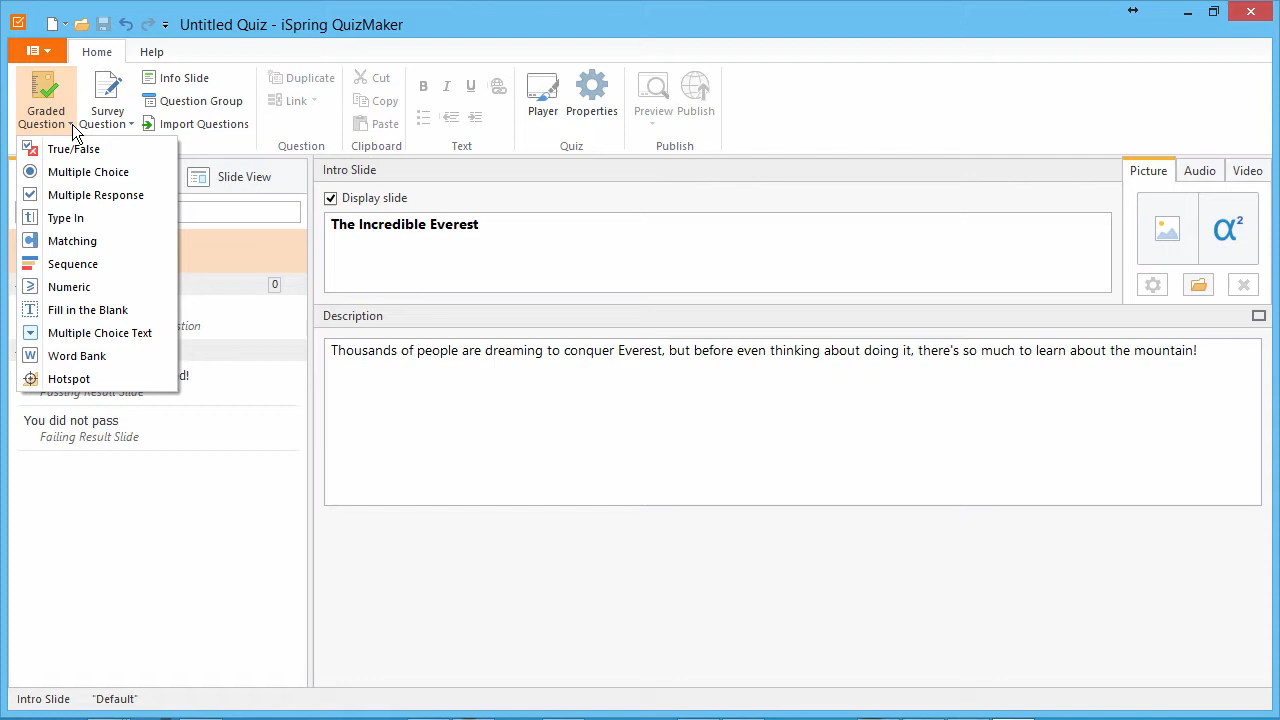 Untitled Quiz - iSpring QuizMaker
Home Help
Graded Question
Survey Question
Info Slide
Question Group
Import Questions
Duplicate
Link
Question
Cut
Copy
Paste
Clipboard
B I U
Text
Player
Properties
Quiz
Preview
Publish
Publish
True/False
Multiple Choice
Multiple Response
Type In
Matching
Sequence
Numeric
Fill in the Blank
Multiple Choice Text
Word Bank
Hotspot
Slide View
0
d!
Passing Result Slide
You did not pass
Failing Result Slide
Intro Slide
Display slide
The Incredible Everest
Picture Audio Video
α²
Description
Thousands of people are dreaming to conquer Everest, but before even thinking about doing it, there's so much to learn about the mountain!
Intro Slide "Default"